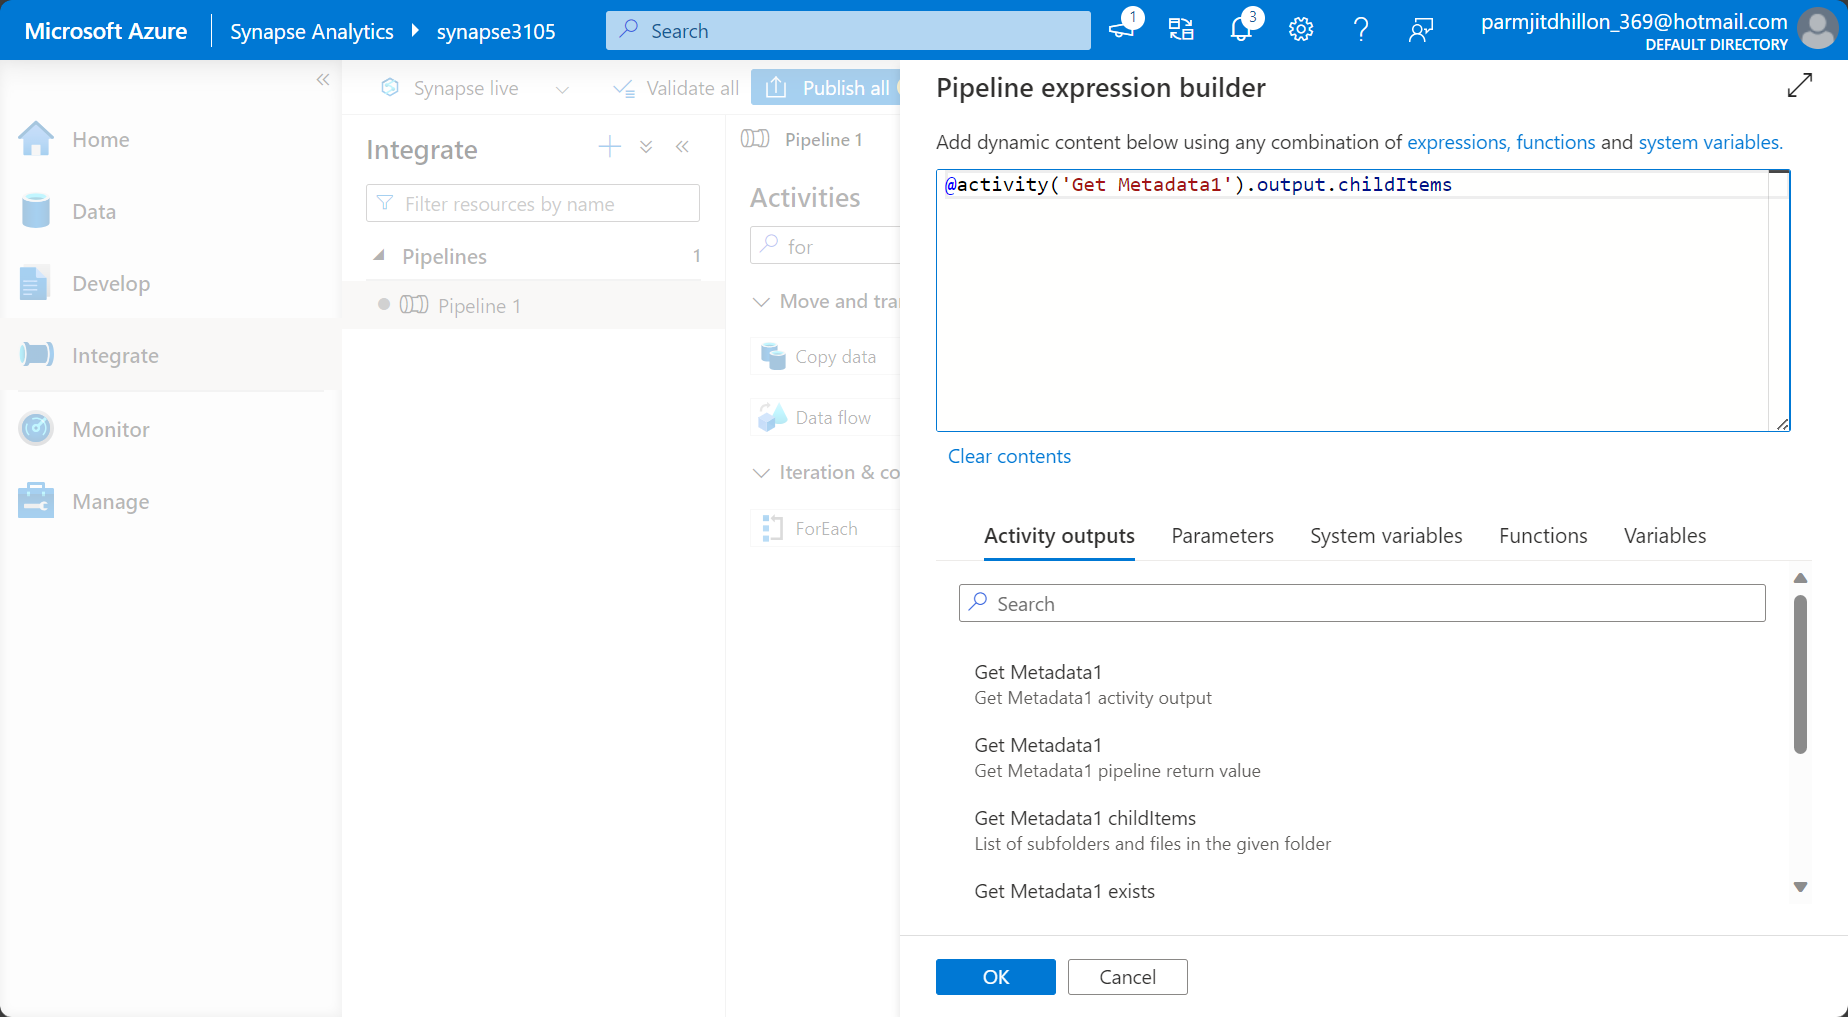 Microsoft Azure
Synapse Analytics
synapse3105
Search
1
3
parmjitdhillon_369@hotmail.com
DEFAULT DIRECTORY
Home
Data
Develop
Integrate
Monitor
Manage
Synapse live
Validate all
Publish all
Integrate
Filter resources by name
Pipelines
1
Pipeline 1
Pipeline 1
Activities
for
Move and tra
Copy data
Data flow
Iteration & co
ForEach
Pipeline expression builder
Add dynamic content below using any combination of expressions, functions and system variables.
@activity('Get Metadata1').output.childItems
Clear contents
Activity outputs
Parameters
System variables
Functions
Variables
Search
Get Metadata1
Get Metadata1 activity output
Get Metadata1
Get Metadata1 pipeline return value
Get Metadata1 childItems
List of subfolders and files in the given folder
Get Metadata1 exists
OK
Cancel